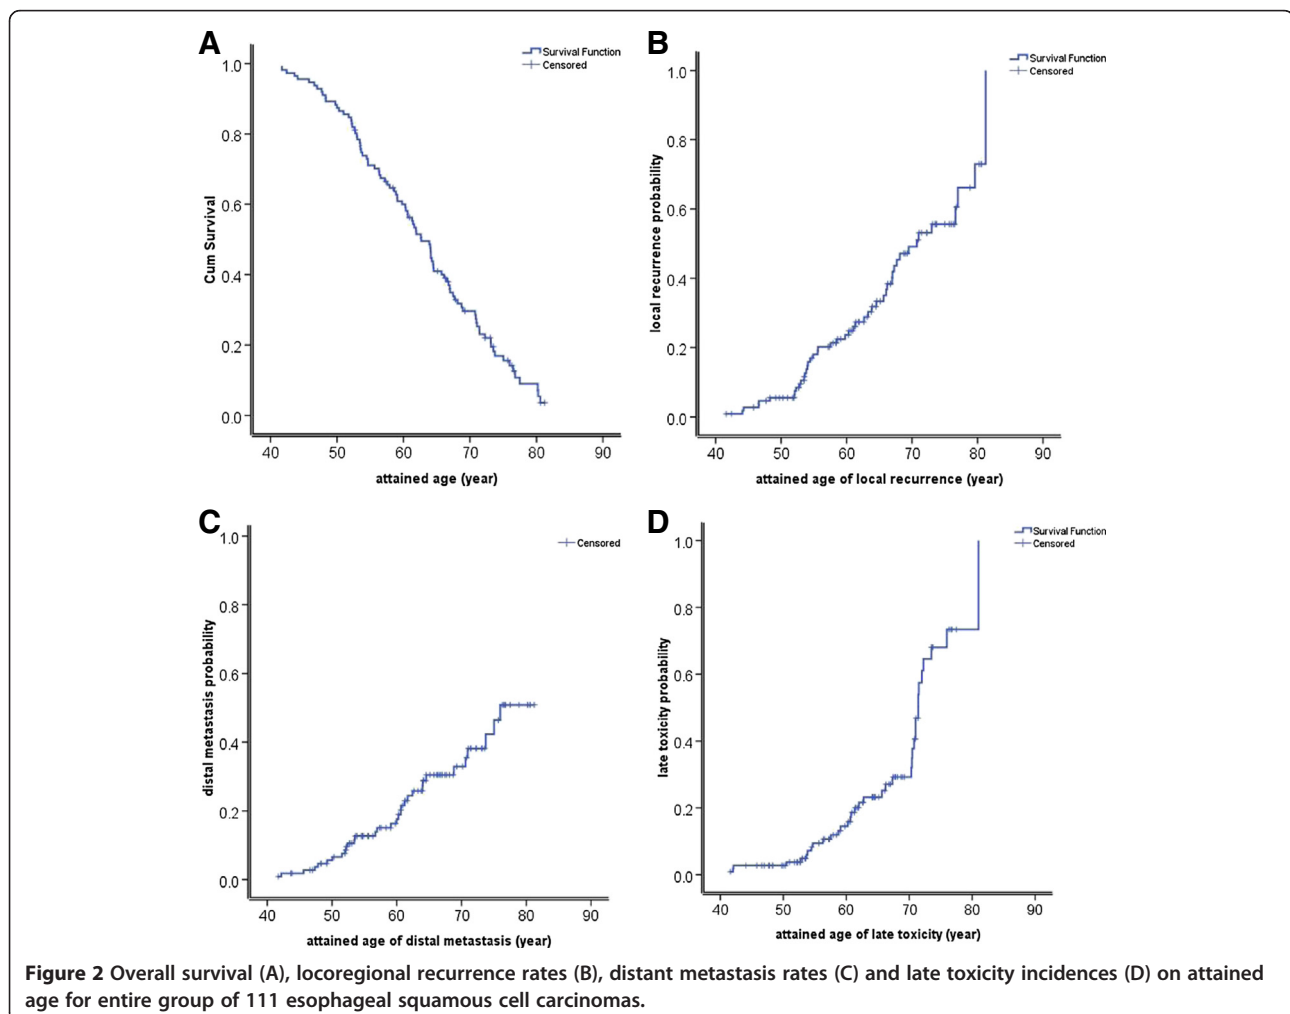 A
Survival Function
Censored
1.0
0.8
0.6
0.4
0.2
0.0
Cum Survival
40 50 60 70 80 90
attained age (year)
B
Survival Function
Censored
1.0
0.8
0.6
0.4
0.2
0.0
local recurrence probability
40 50 60 70 80 90
attained age of local recurrence (year)
C
Censored
1.0
0.8
0.6
0.4
0.2
0.0
distal metastasis probability
40 50 60 70 80 90
attained age of distal metastasis (year)
D
Survival Function
Censored
1.0
0.8
0.6
0.4
0.2
0.0
late toxicity probability
40 50 60 70 80 90
attained age of late toxicity (year)
Figure 2 Overall survival (A), locoregional recurrence rates (B), distant metastasis rates (C) and late toxicity incidences (D) on attained
age for entire group of 111 esophageal squamous cell carcinomas.